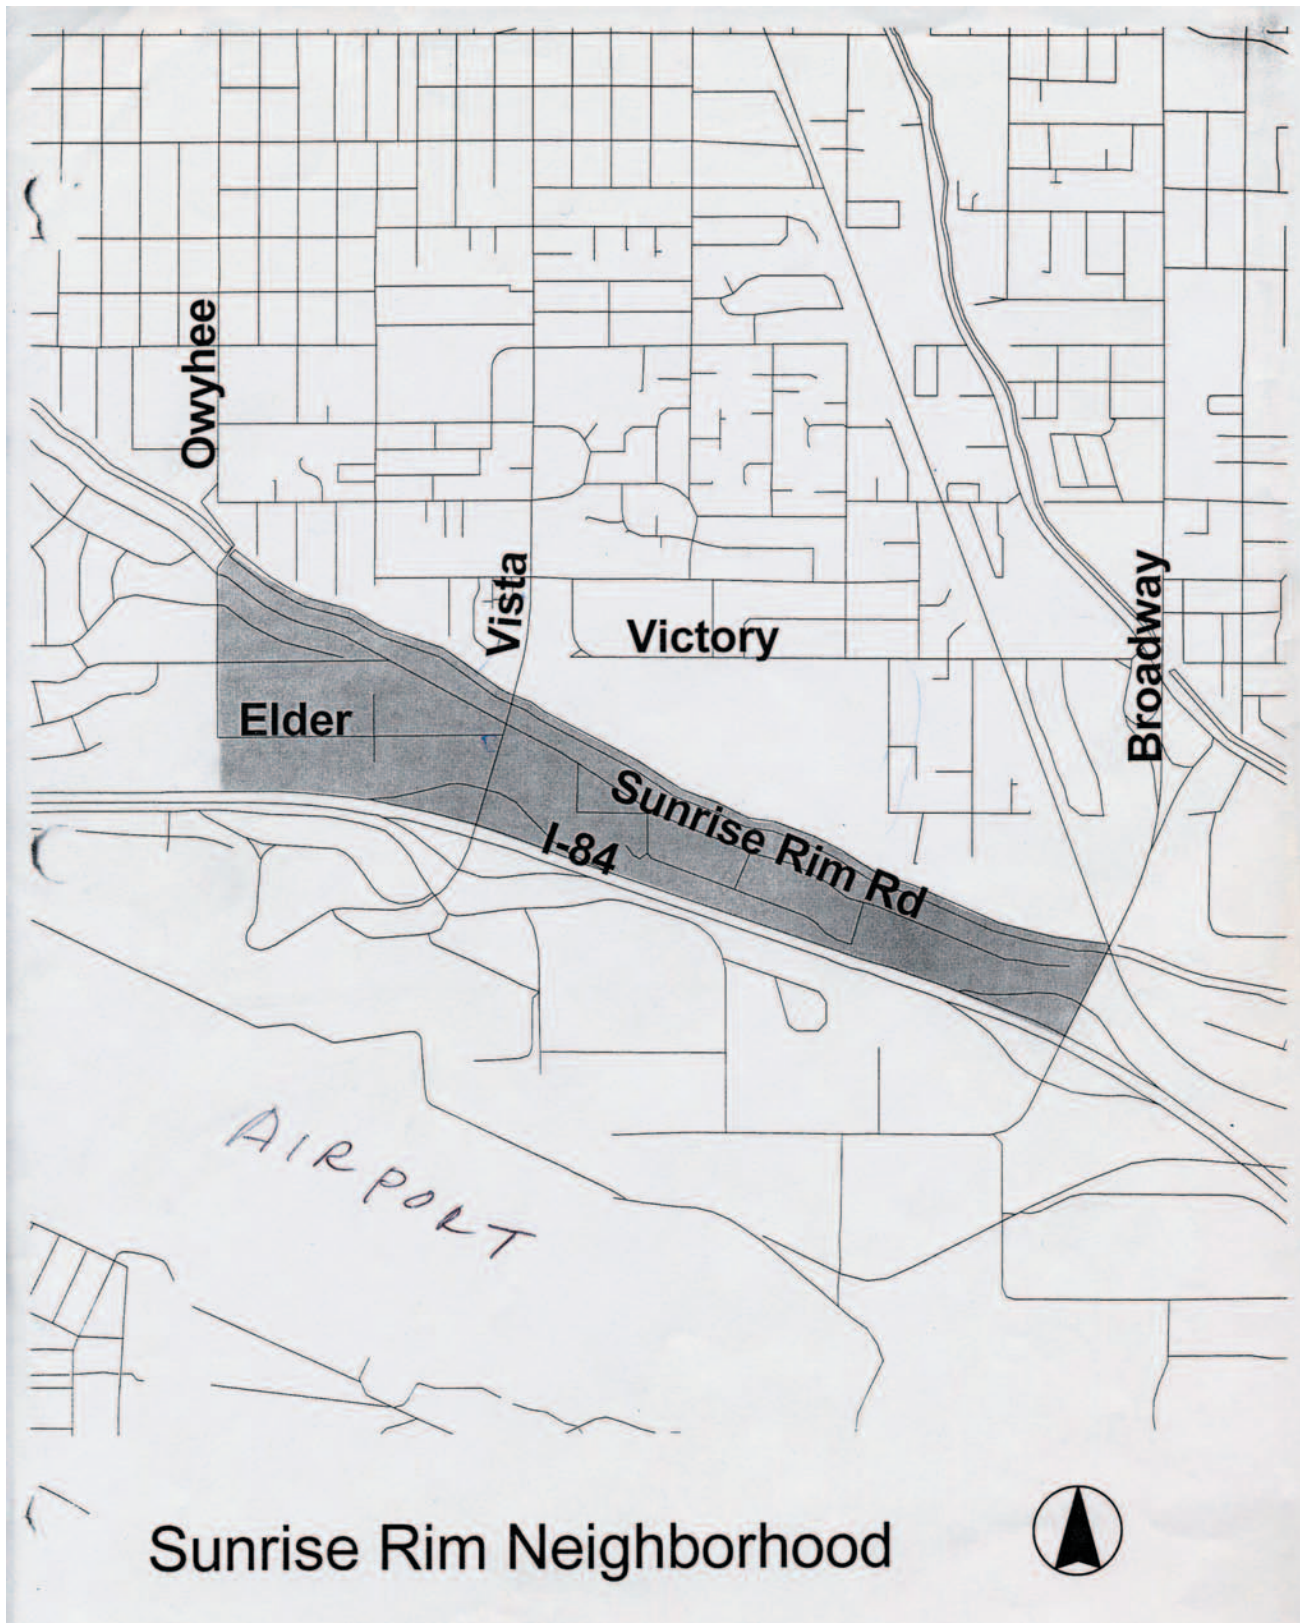 Owyhee
Vista
Victory
Broadway
Elder
Sunrise Rim Rd
I-84
AIRPORT
Sunrise Rim Neighborhood